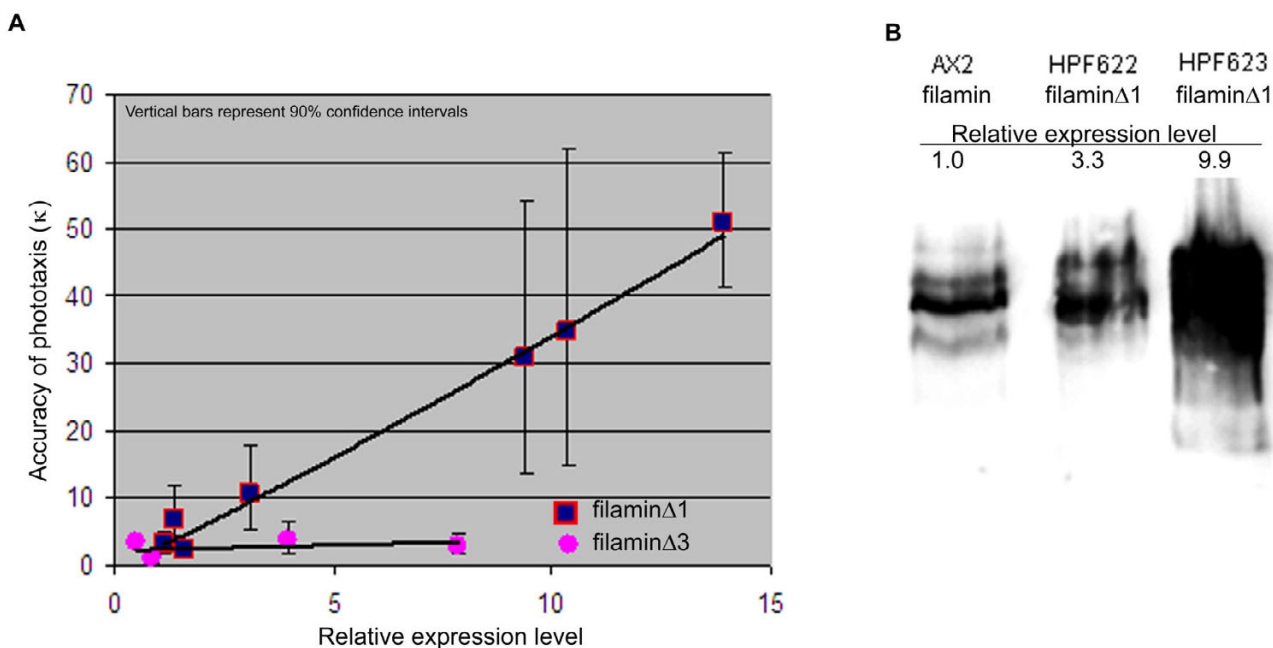 A
Vertical bars represent 90% confidence intervals
Accuracy of phototaxis (κ)
70
60
50
40
30
20
10
0
0 5 10 15
Relative expression level
filaminΔ1
filaminΔ3
B
AX2 HPF622 HPF623
filamin filaminΔ1 filaminΔ1
Relative expression level
1.0 3.3 9.9